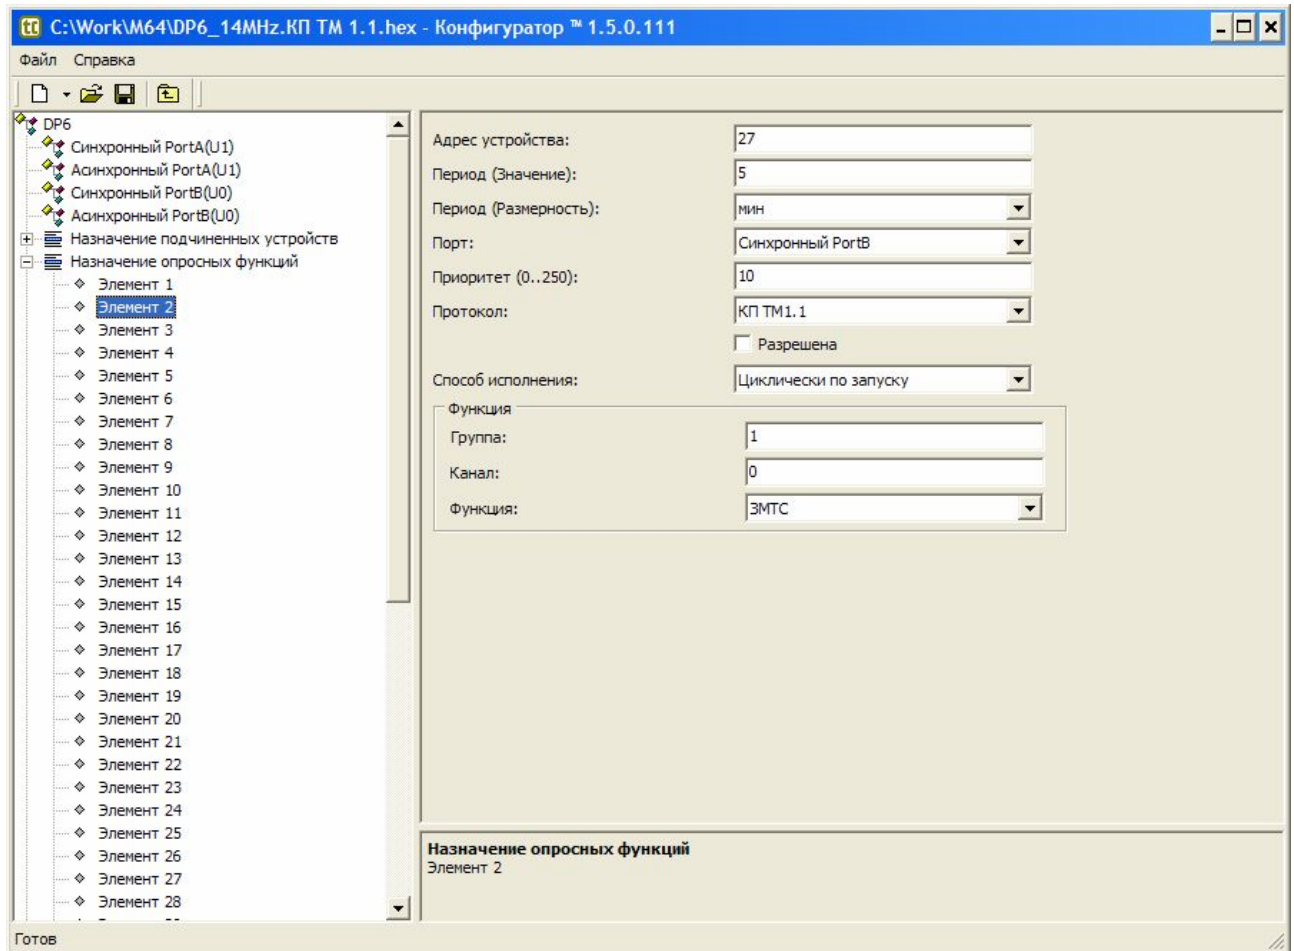 C:\Work\M64\DP6_14MHz.КП ТМ 1.1.hex - Конфигуратор ™ 1.5.0.111
Файл Справка
DP6
Синхронный PortA(U1)
Асинхронный PortA(U1)
Синхронный PortB(U0)
Асинхронный PortB(U0)
Назначение подчиненных устройств
Назначение опросных функций
Элемент 1
Элемент 2
Элемент 3
Элемент 4
Элемент 5
Элемент 6
Элемент 7
Элемент 8
Элемент 9
Элемент 10
Элемент 11
Элемент 12
Элемент 13
Элемент 14
Элемент 15
Элемент 16
Элемент 17
Элемент 18
Элемент 19
Элемент 20
Элемент 21
Элемент 22
Элемент 23
Элемент 24
Элемент 25
Элемент 26
Элемент 27
Элемент 28
Адрес устройства: 27
Период (Значение): 5
Период (Размерность): мин
Порт: Синхронный PortB
Приоритет (0..250): 10
Протокол: КП ТМ1.1
Разрешена
Способ исполнения: Циклически по запуску
Функция
Группа: 1
Канал: 0
Функция: ЗМТС
Назначение опросных функций
Элемент 2
Готов